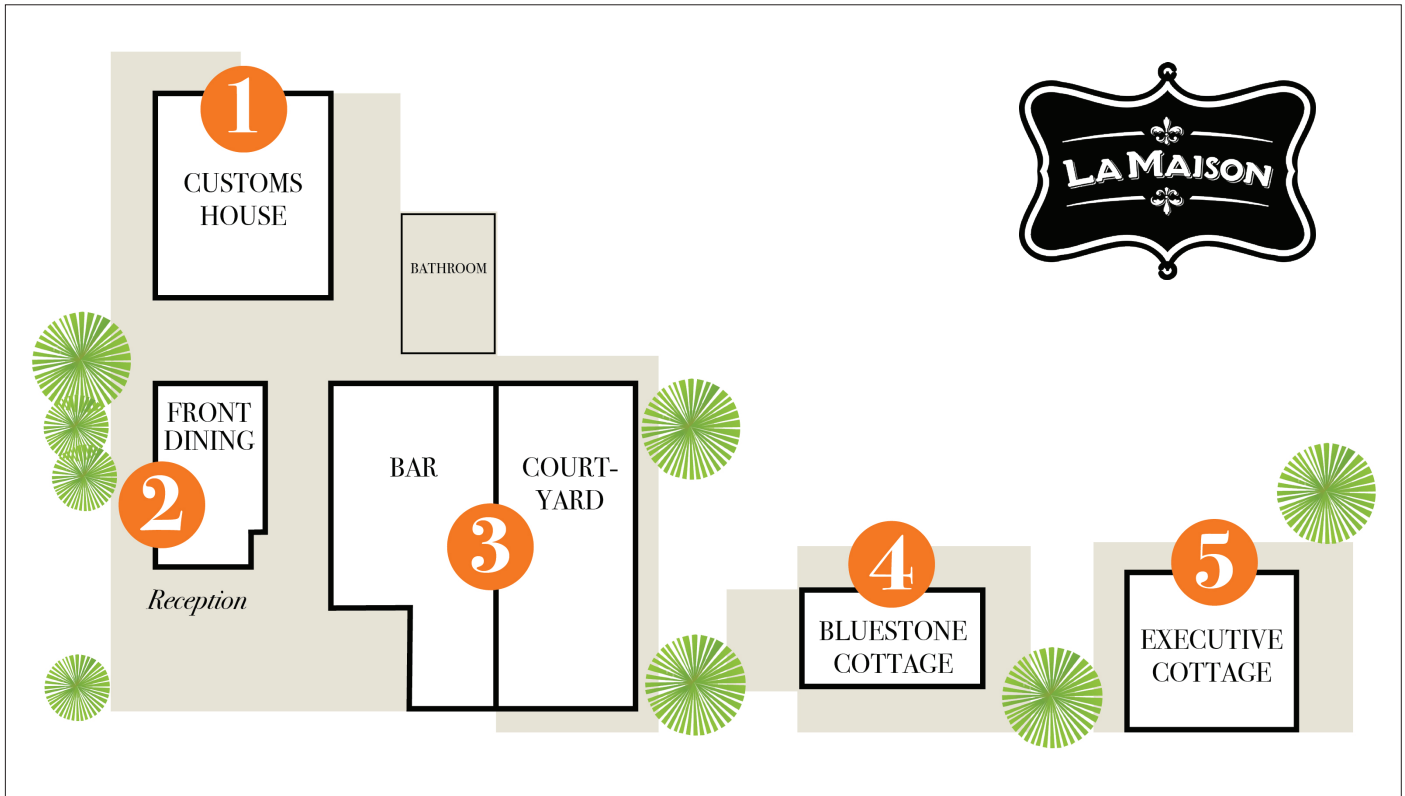 1
CUSTOMS
HOUSE
LA MAISON
BATHROOM
FRONT
DINING
2
Reception
BAR
COURT-
YARD
3
4
BLUESTONE
COTTAGE
5
EXECUTIVE
COTTAGE